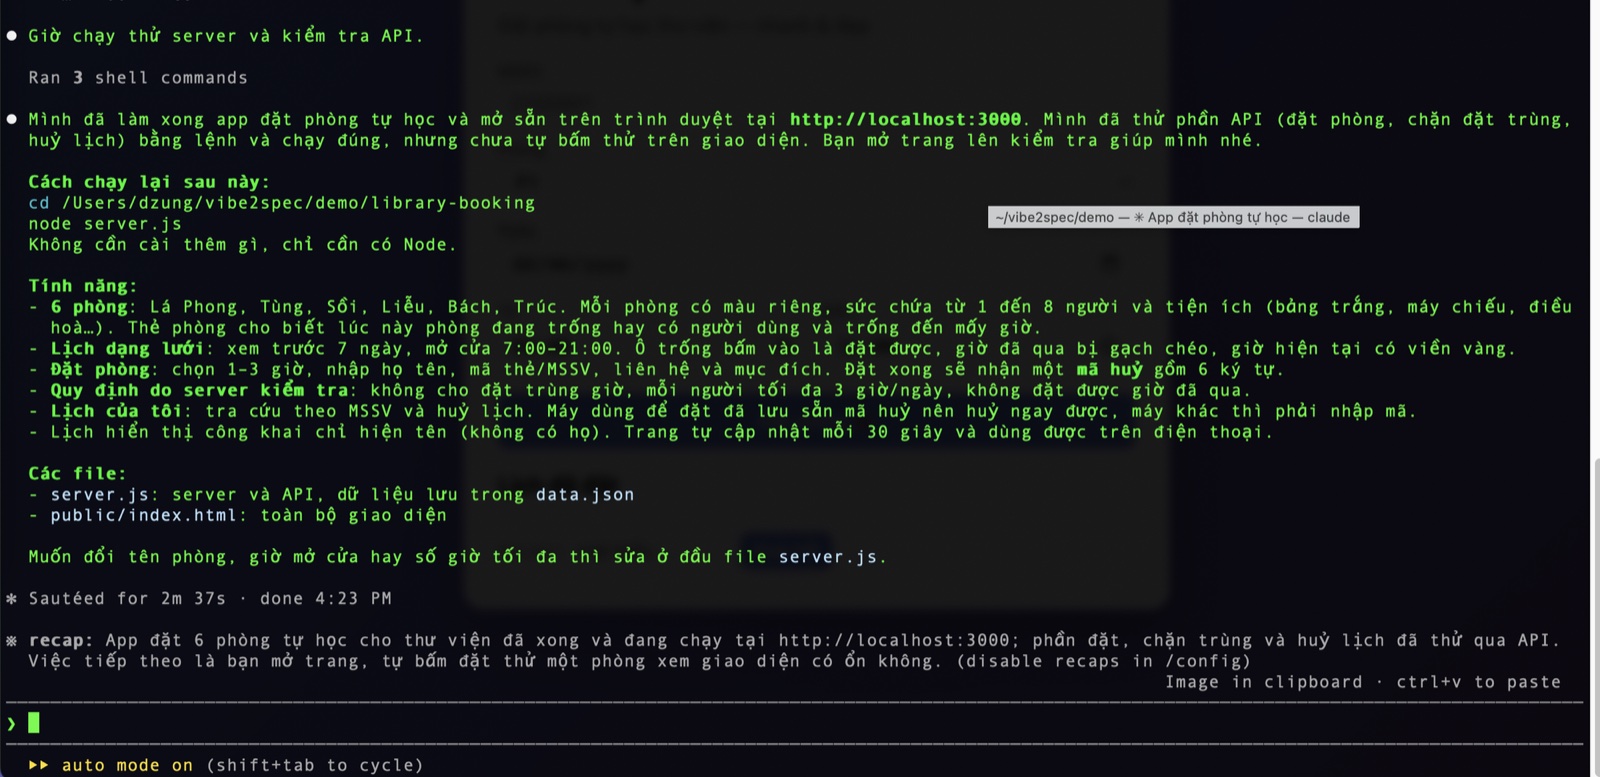 ● Giờ chạy thử server và kiểm tra API.
Ran 3 shell commands
● Mình đã làm xong app đặt phòng tự học và mở sẵn trên trình duyệt tại http://localhost:3000. Mình đã thử phần API (đặt phòng, chặn đặt trùng,
huỷ lịch) bằng lệnh và chạy đúng, nhưng chưa tự bấm thử trên giao diện. Bạn mở trang lên kiểm tra giúp mình nhé.
Cách chạy lại sau này:
cd /Users/dzung/vibe2spec/demo/library-booking
~/vibe2spec/demo — ✳ App đặt phòng tự học — claude
node server.js
Không cần cài thêm gì, chỉ cần có Node.
Tính năng:
- 6 phòng: Lá Phong, Tùng, Sồi, Liễu, Bách, Trúc. Mỗi phòng có màu riêng, sức chứa từ 1 đến 8 người và tiện ích (bảng trắng, máy chiếu, điều
hoà…). Thẻ phòng cho biết lúc này phòng đang trống hay có người dùng và trống đến mấy giờ.
- Lịch dạng lưới: xem trước 7 ngày, mở cửa 7:00–21:00. Ô trống bấm vào là đặt được, giờ đã qua bị gạch chéo, giờ hiện tại có viền vàng.
- Đặt phòng: chọn 1–3 giờ, nhập họ tên, mã thẻ/MSSV, liên hệ và mục đích. Đặt xong sẽ nhận một mã huỷ gồm 6 ký tự.
- Quy định do server kiểm tra: không cho đặt trùng giờ, mỗi người tối đa 3 giờ/ngày, không đặt được giờ đã qua.
- Lịch của tôi: tra cứu theo MSSV và huỷ lịch. Máy dùng để đặt đã lưu sẵn mã huỷ nên huỷ ngay được, máy khác thì phải nhập mã.
- Lịch hiển thị công khai chỉ hiện tên (không có họ). Trang tự cập nhật mỗi 30 giây và dùng được trên điện thoại.
Các file:
- server.js: server và API, dữ liệu lưu trong data.json
- public/index.html: toàn bộ giao diện
Muốn đổi tên phòng, giờ mở cửa hay số giờ tối đa thì sửa ở đầu file server.js.
✻ Sautéed for 2m 37s · done 4:23 PM
※ recap: App đặt 6 phòng tự học cho thư viện đã xong và đang chạy tại http://localhost:3000; phần đặt, chặn trùng và huỷ lịch đã thử qua API.
Việc tiếp theo là bạn mở trang, tự bấm đặt thử một phòng xem giao diện có ổn không. (disable recaps in /config)
Image in clipboard · ctrl+v to paste
❯
⏵⏵ auto mode on (shift+tab to cycle)